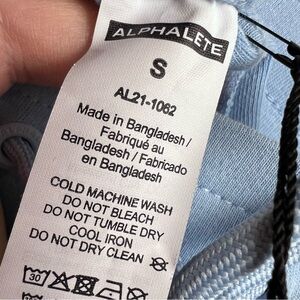 ALPHALETE
S
AL21-1062
Made in Bangladesh/
Fabriqué au
Bangladesh/Fabricado
en Bangladesh
COLD MACHINE WASH
DO NOT BLEACH
DO NOT TUMBLE DRY
COOL IRON
DO NOT DRY CLEAN
30